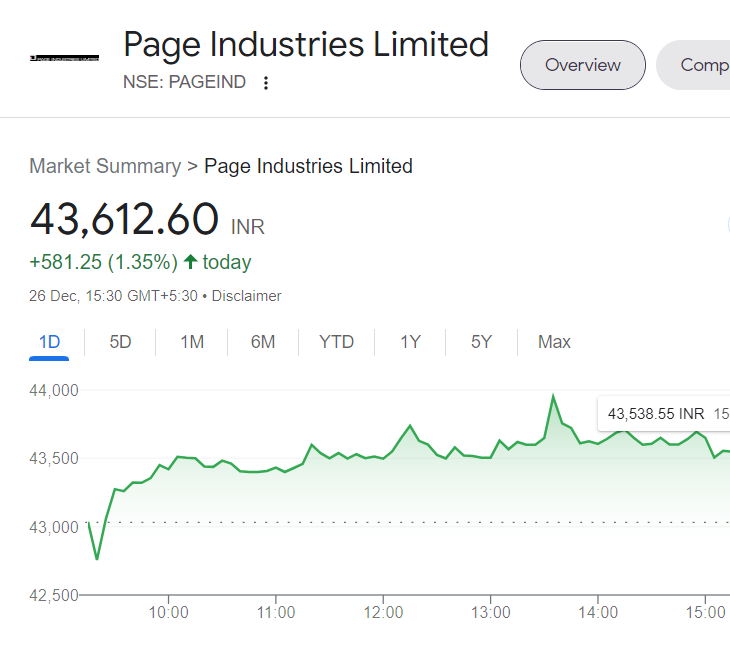 Page Industries Limited
NSE: PAGEIND
Overview
Comp
Market Summary > Page Industries Limited
43,612.60 INR
+581.25 (1.35%) ↑ today
26 Dec, 15:30 GMT+5:30 • Disclaimer
1D 5D 1M 6M YTD 1Y 5Y Max
44,000
43,538.55 INR 15
43,500
43,000
42,500
10:00 11:00 12:00 13:00 14:00 15:00